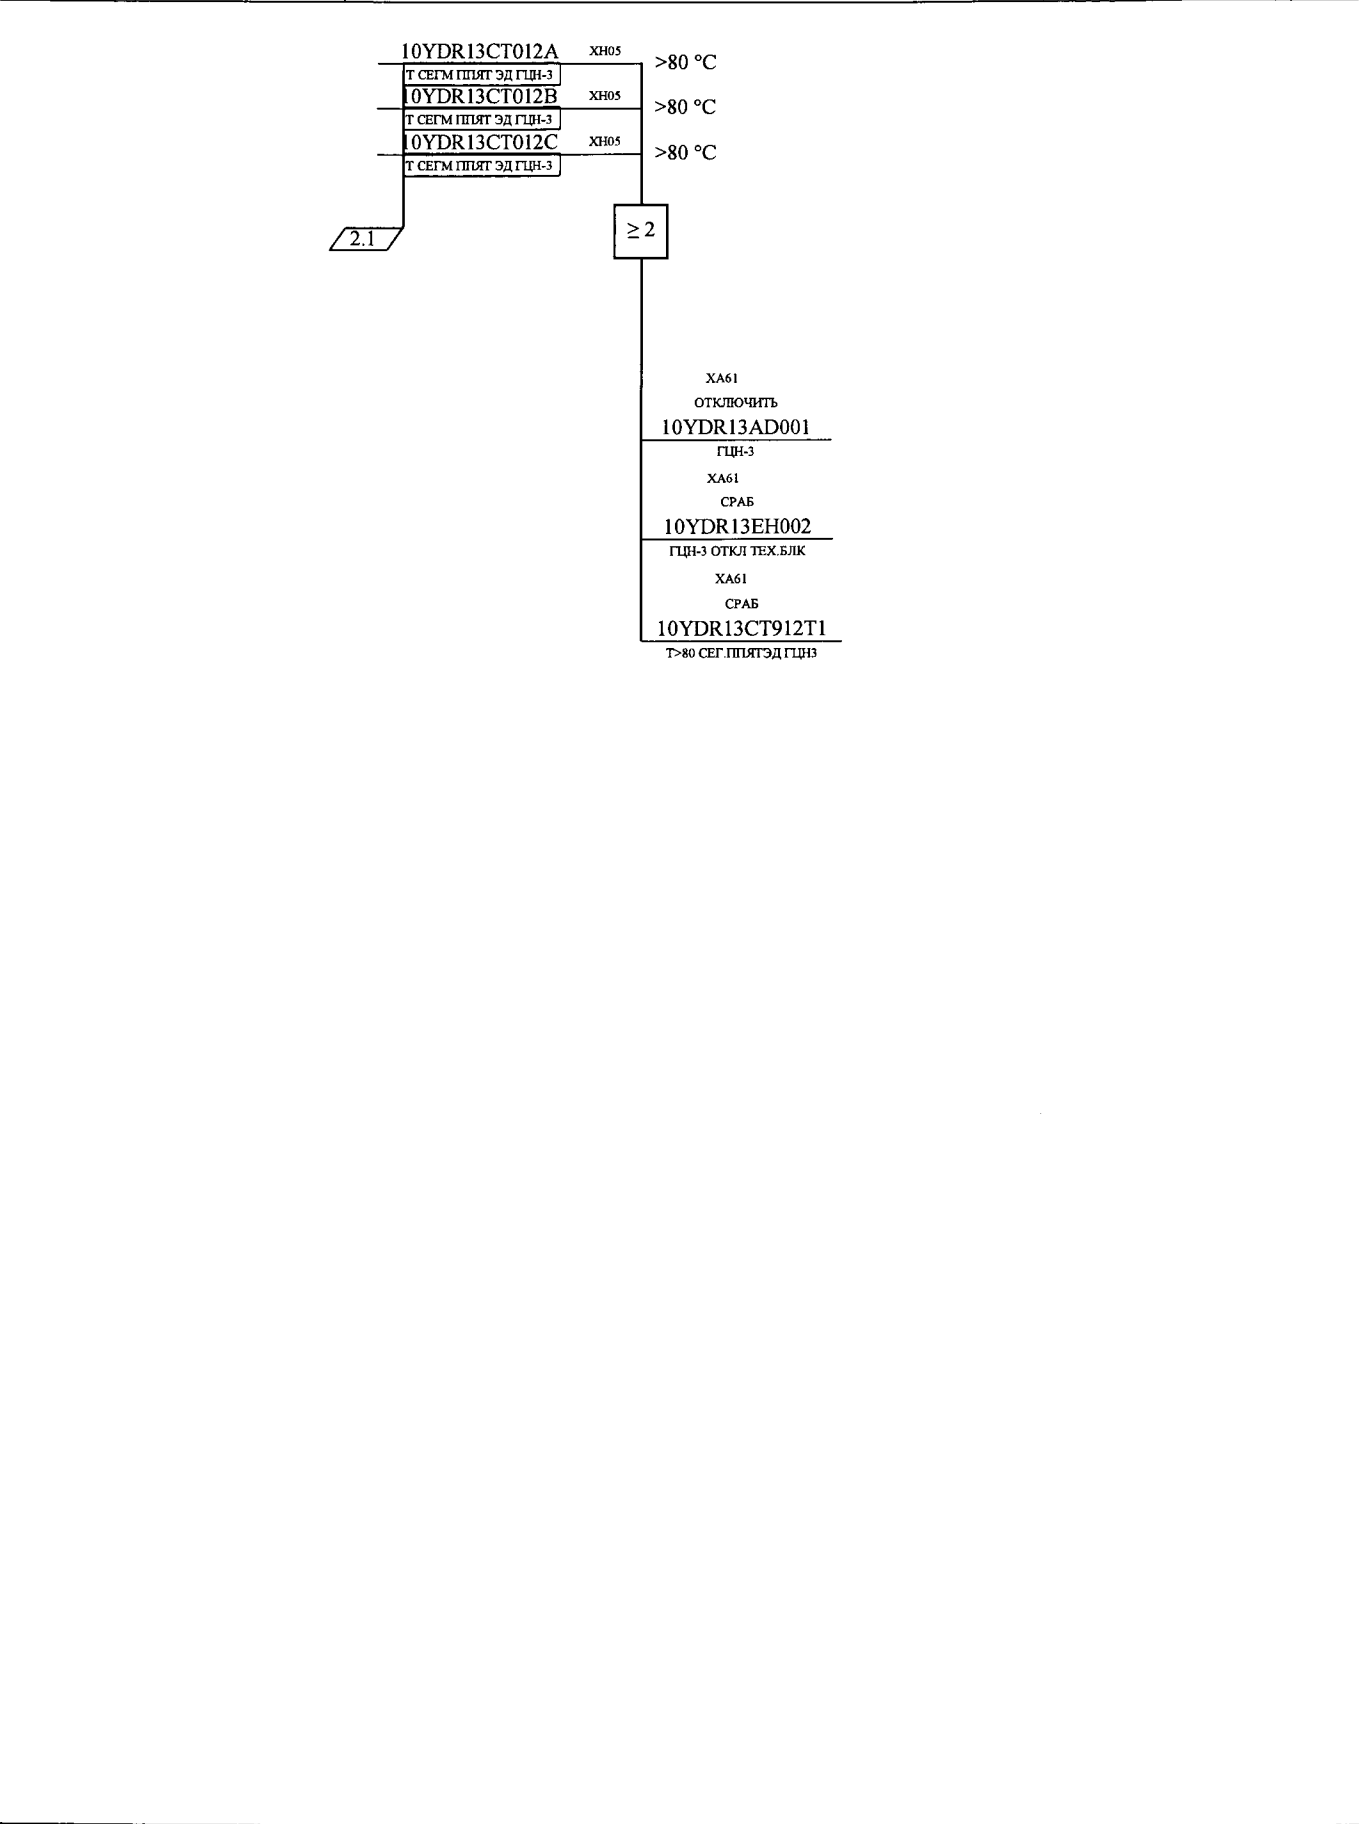 10YDR13CT012A XH05 >80 °C
Т СЕГМ ППЯТ ЭД ГЦН-3
10YDR13CT012B XH05 >80 °C
Т СЕГМ ППЯТ ЭД ГЦН-3
10YDR13CT012C XH05 >80 °C
Т СЕГМ ППЯТ ЭД ГЦН-3
2.1
≥ 2
XA61
ОТКЛЮЧИТЬ
10YDR13AD001
ГЦН-3
XA61
СРАБ
10YDR13EH002
ГЦН-3 ОТКЛ ТЕХ.БЛК
XA61
СРАБ
10YDR13CT912T1
Т>80 СЕГ.ППЯТЭД ГЦН3